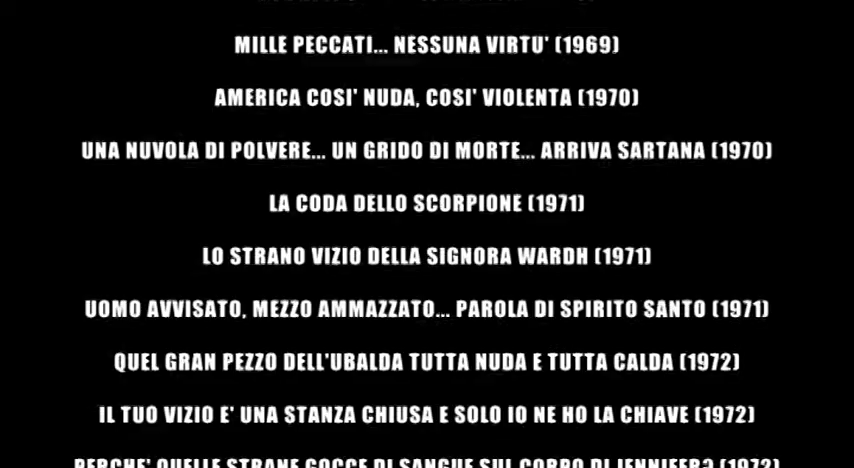 MILLE PECCATI... NESSUNA VIRTU' (1969)
AMERICA COSI' NUDA, COSI' VIOLENTA (1970)
UNA NUVOLA DI POLVERE... UN GRIDO DI MORTE... ARRIVA SARTANA (1970)
LA CODA DELLO SCORPIONE (1971)
LO STRANO VIZIO DELLA SIGNORA WARDH (1971)
UOMO AVVISATO, MEZZO AMMAZZATO... PAROLA DI SPIRITO SANTO (1971)
QUEL GRAN PEZZO DELL'UBALDA TUTTA NUDA E TUTTA CALDA (1972)
IL TUO VIZIO E' UNA STANZA CHIUSA E SOLO IO NE HO LA CHIAVE (1972)
PERCHE' QUELLE STRANE GOCCE DI SANGUE SUL CORPO DI JENNIFER? (1972)